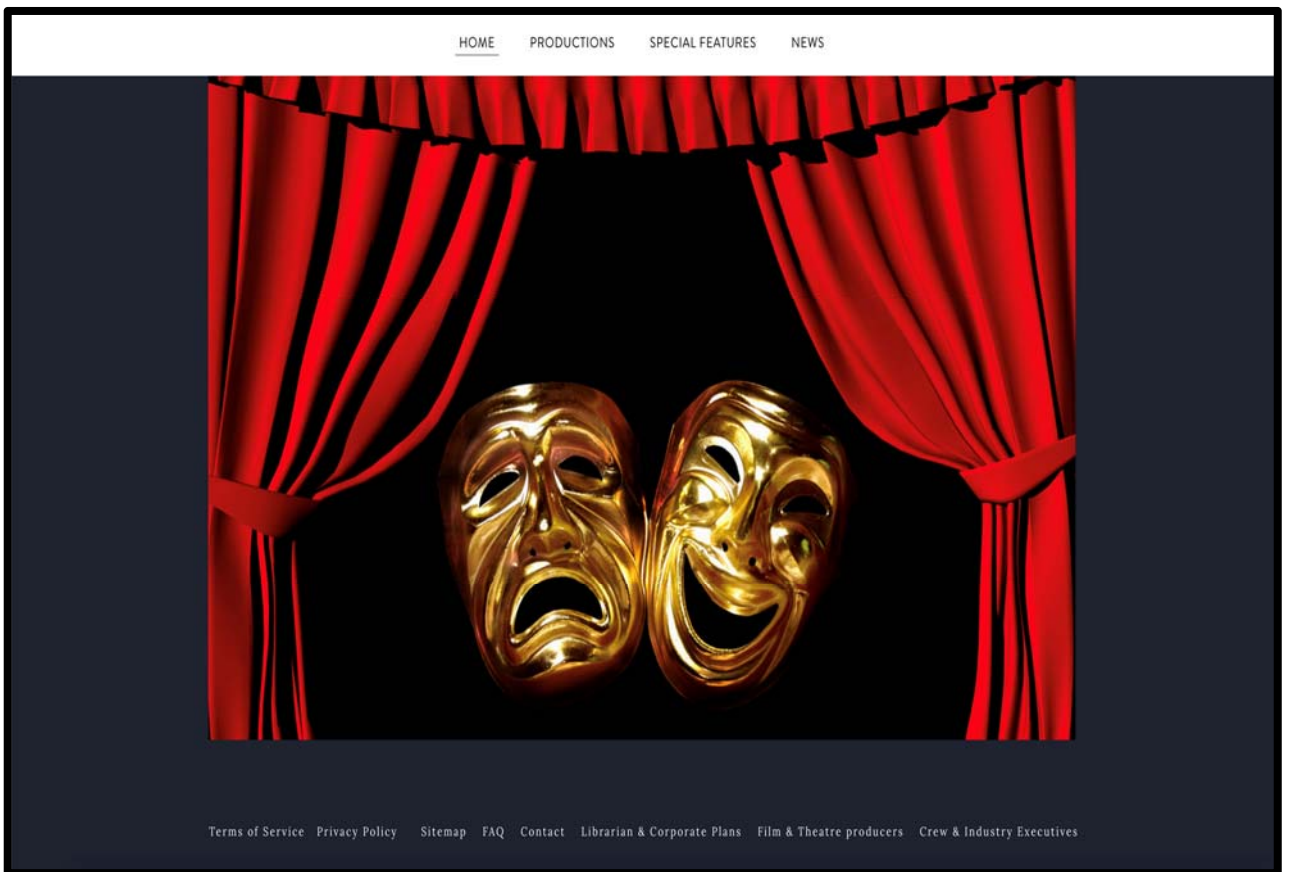 HOME PRODUCTIONS SPECIAL FEATURES NEWS
Terms of Service Privacy Policy Sitemap FAQ Contact Librarian & Corporate Plans Film & Theatre producers Crew & Industry Executives